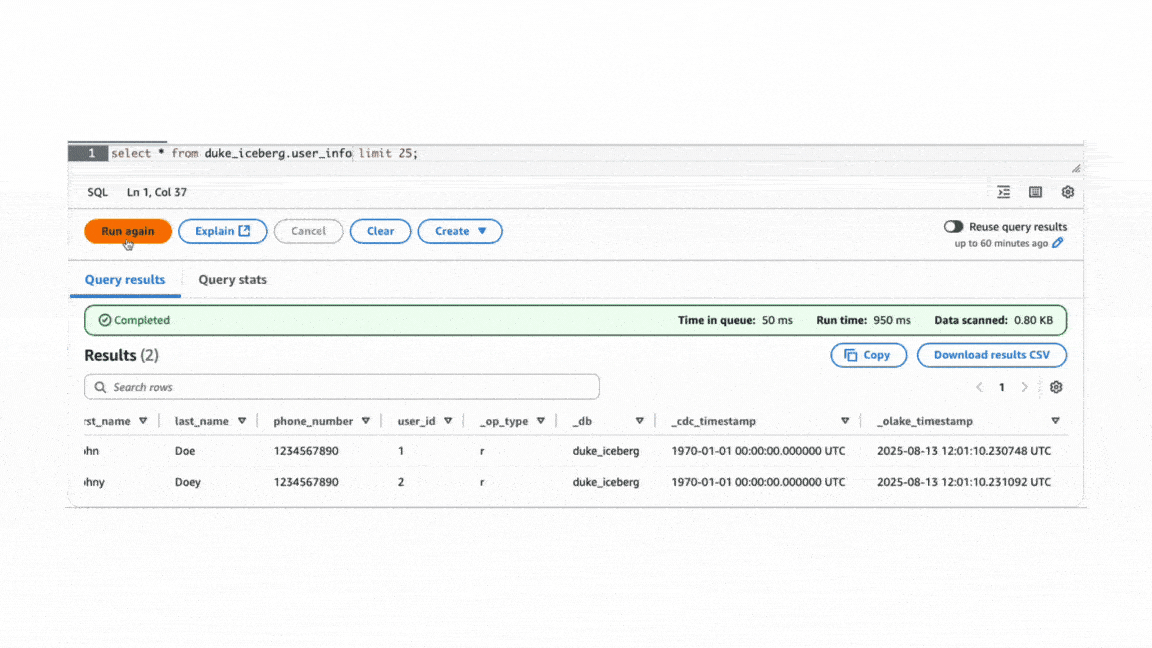 1 select * from duke_iceberg.user_info limit 25;
SQL Ln 1, Col 37
Run again Explain Cancel Clear Create Reuse query results
up to 60 minutes ago
Query results Query stats
Completed Time in queue: 50 ms Run time: 950 ms Data scanned: 0.80 KB
Results (2) Copy Download results CSV
Search rows 1
rst_name last_name phone_number user_id _op_type _db _cdc_timestamp _olake_timestamp
ohn Doe 1234567890 1 r duke_iceberg 1970-01-01 00:00:00.000000 UTC 2025-08-13 12:01:10.230748 UTC
ohny Doey 1234567890 2 r duke_iceberg 1970-01-01 00:00:00.000000 UTC 2025-08-13 12:01:10.231092 UTC